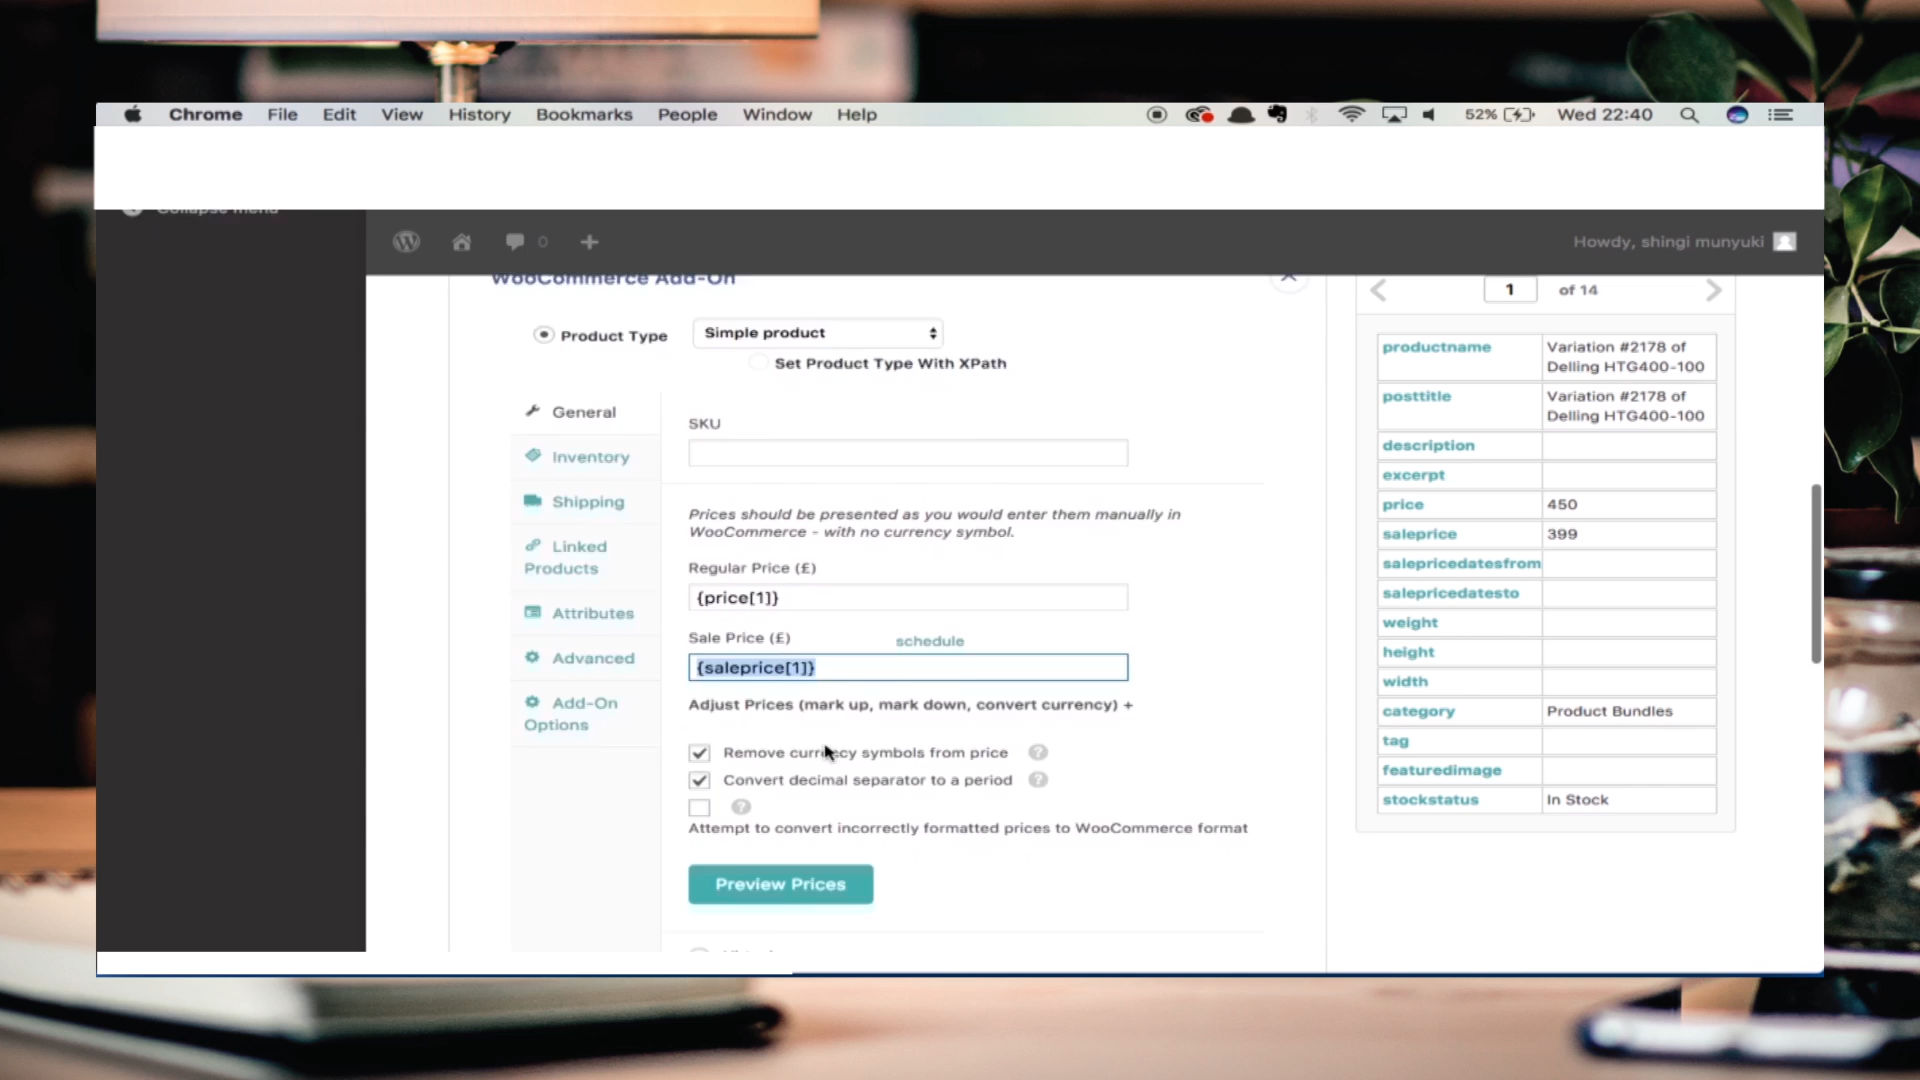 Chrome File Edit View History Bookmarks People Window Help 52% Wed 22:40
Collapse menu
0 Howdy, shingi munyuki
WooCommerce Add-On
1 of 14
Product Type Simple product
Set Product Type With XPath
General
Inventory
Shipping
Linked
Products
Attributes
Advanced
Add-On
Options
SKU
Prices should be presented as you would enter them manually in
WooCommerce - with no currency symbol.
Regular Price (£)
{price[1]}
Sale Price (£) schedule
{saleprice[1]}
Adjust Prices (mark up, mark down, convert currency) +
Remove currency symbols from price ?
Convert decimal separator to a period ?
?
Attempt to convert incorrectly formatted prices to WooCommerce format
Preview Prices
productname Variation #2178 of
Delling HTG400-100
posttitle Variation #2178 of
Delling HTG400-100
description
excerpt
price 450
saleprice 399
salepricedatesfrom
salepricedatesto
weight
height
width
category Product Bundles
tag
featuredimage
stockstatus In Stock